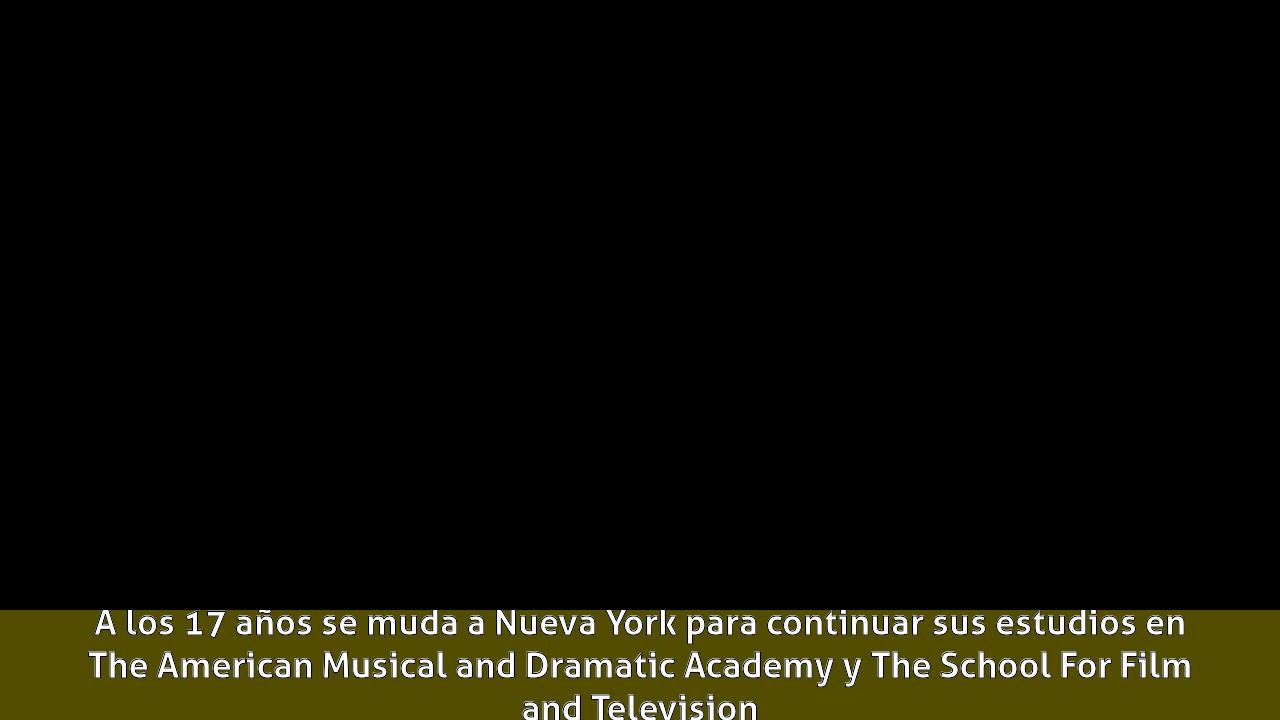 A los 17 años se muda a Nueva York para continuar sus estudios en
The American Musical and Dramatic Academy y The School For Film
and Television